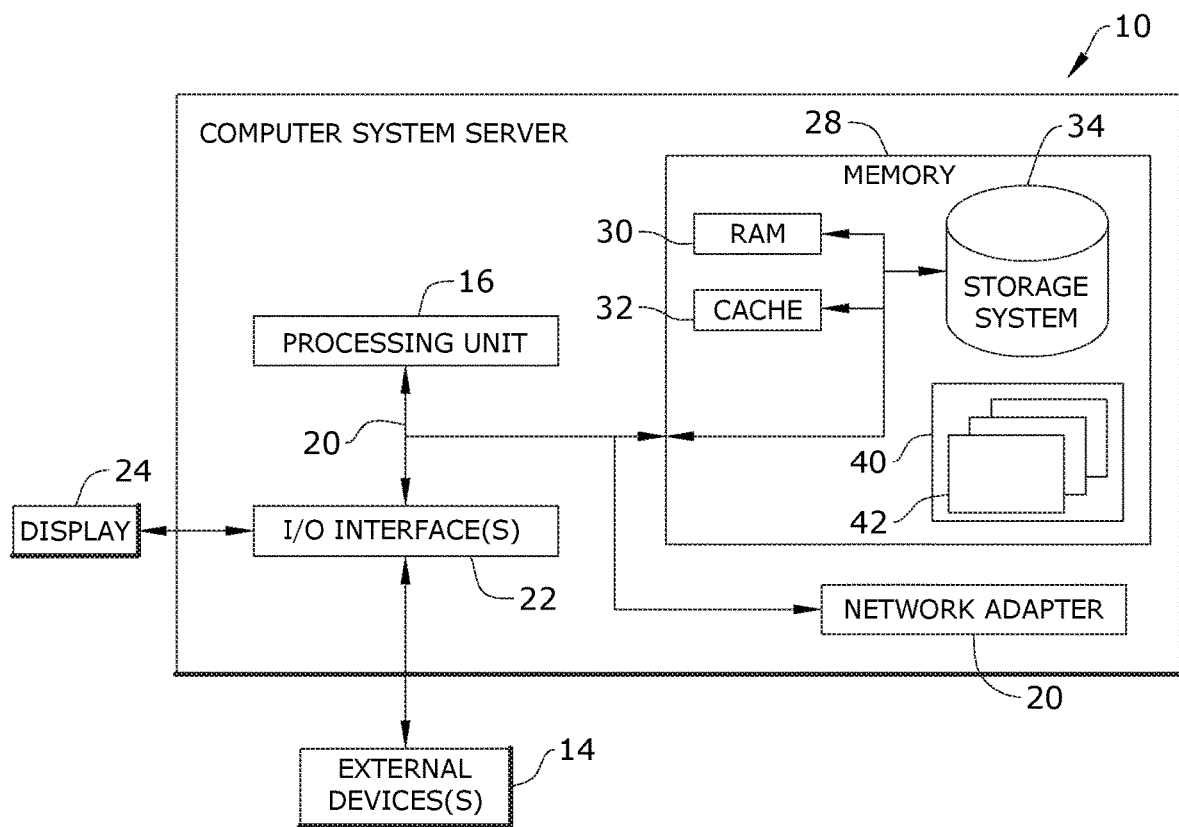 10
COMPUTER SYSTEM SERVER
28
34
MEMORY
30
RAM
16
32
CACHE
STORAGE
SYSTEM
PROCESSING UNIT
20
40
24
42
DISPLAY
I/O INTERFACE(S)
22
NETWORK ADAPTER
20
14
EXTERNAL
DEVICES(S)